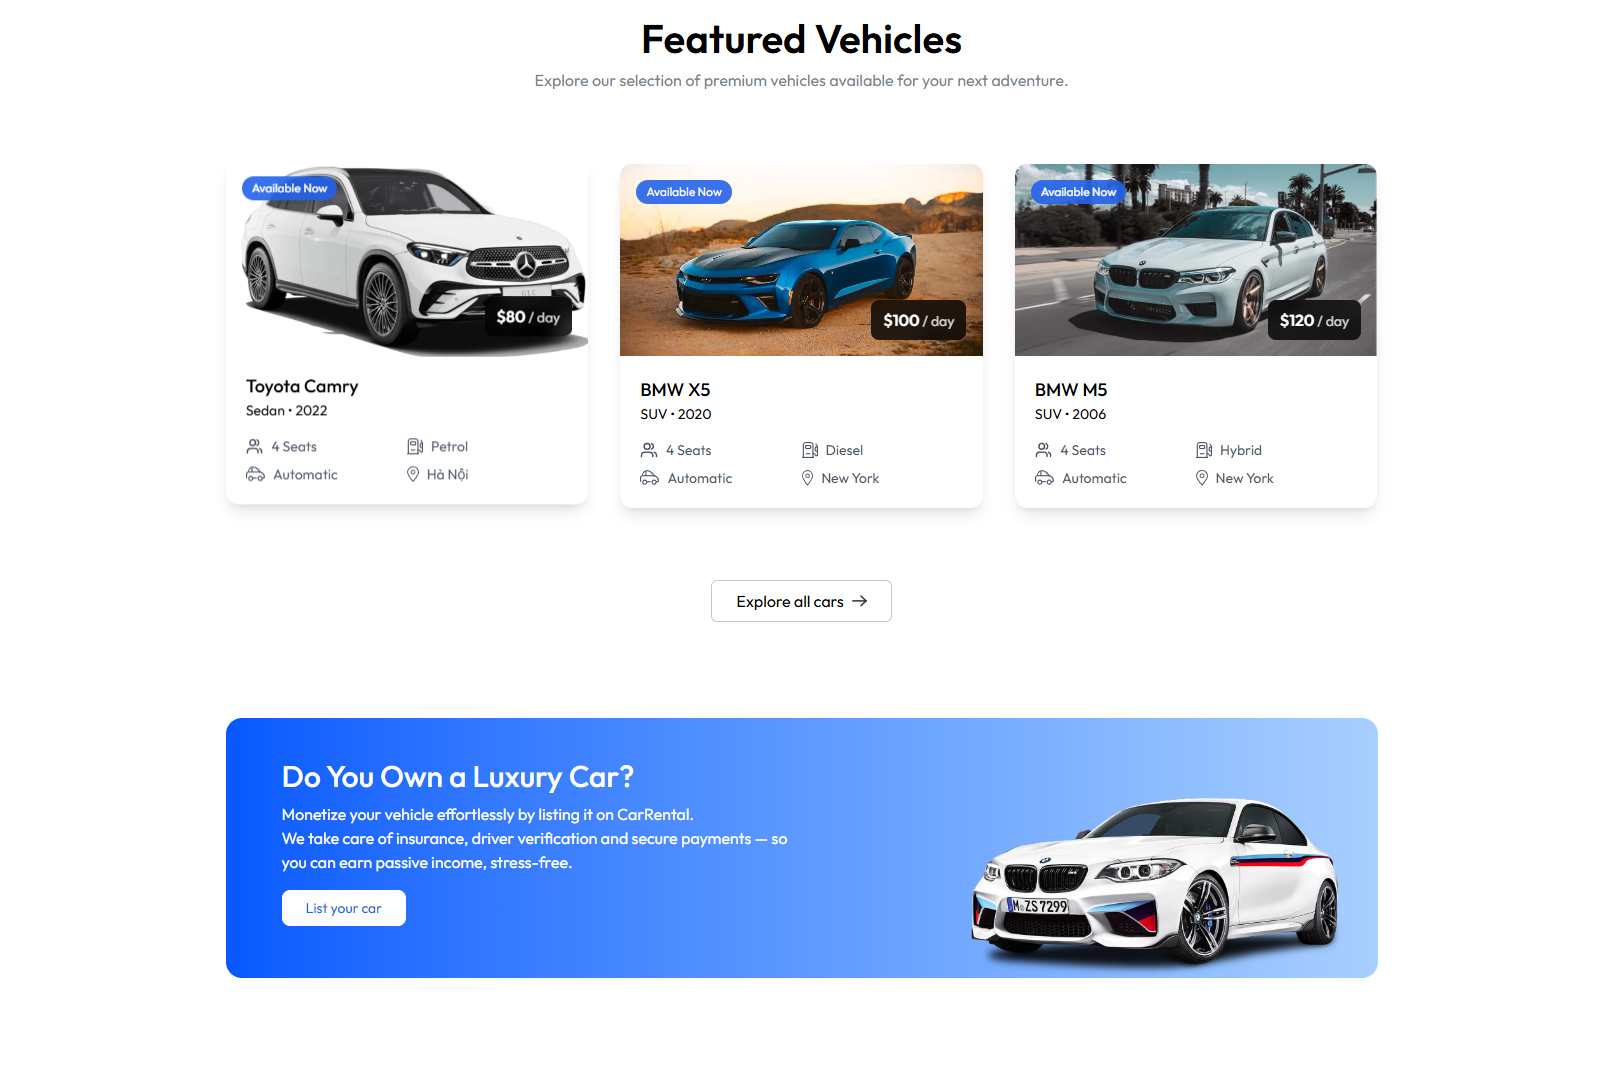 Featured Vehicles
Explore our selection of premium vehicles available for your next adventure.
Available Now
$80 / day
Toyota Camry
Sedan • 2022
4 Seats
Petrol
Automatic
Hà Nội
Available Now
$100 / day
BMW X5
SUV • 2020
4 Seats
Diesel
Automatic
New York
Available Now
$120 / day
BMW M5
SUV • 2006
4 Seats
Hybrid
Automatic
New York
Explore all cars
Do You Own a Luxury Car?
Monetize your vehicle effortlessly by listing it on CarRental.
We take care of insurance, driver verification and secure payments — so
you can earn passive income, stress-free.
List your car
M ZS 7299